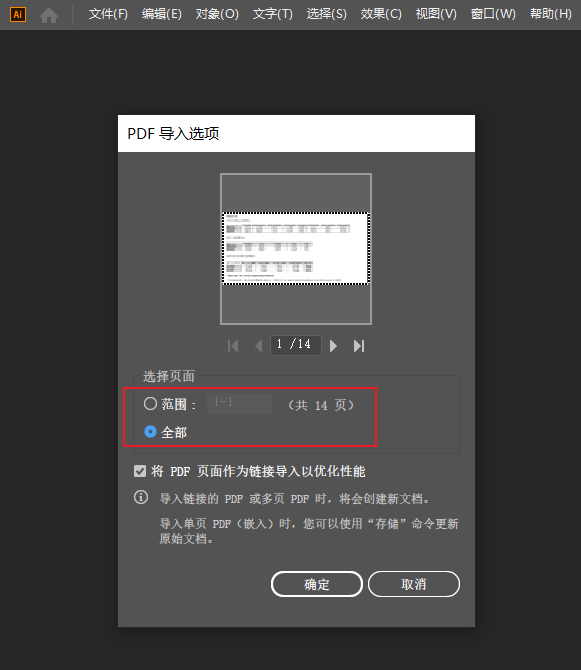 Ai 文件(F) 编辑(E) 对象(O) 文字(T) 选择(S) 效果(C) 视图(V) 窗口(W) 帮助(H)
PDF 导入选项
1 /14
选择页面
范围： 1-1 （共 14 页）
全部
将 PDF 页面作为链接导入以优化性能
导入链接的 PDF 或多页 PDF 时，将会创建新文档。
导入单页 PDF（嵌入）时，您可以使用“存储”命令更新
原始文档。
确定 取消